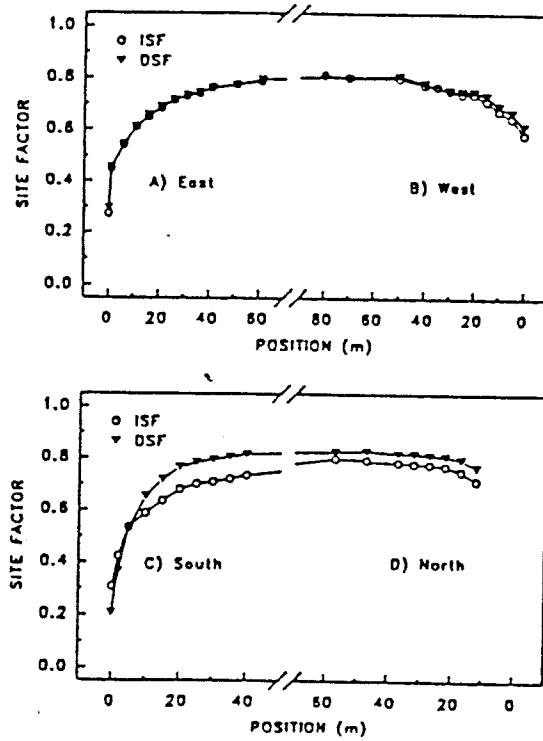 ISF
DSF
1.0
0.8
0.6
0.4
0.2
0.0
SITE FACTOR
A) East
B) West
0 20 40 60 80 60 40 20 0
POSITION (m)
ISF
DSF
1.0
0.8
0.6
0.4
0.2
0.0
SITE FACTOR
C) South
D) North
0 20 40 60 40 20 0
POSITION (m)